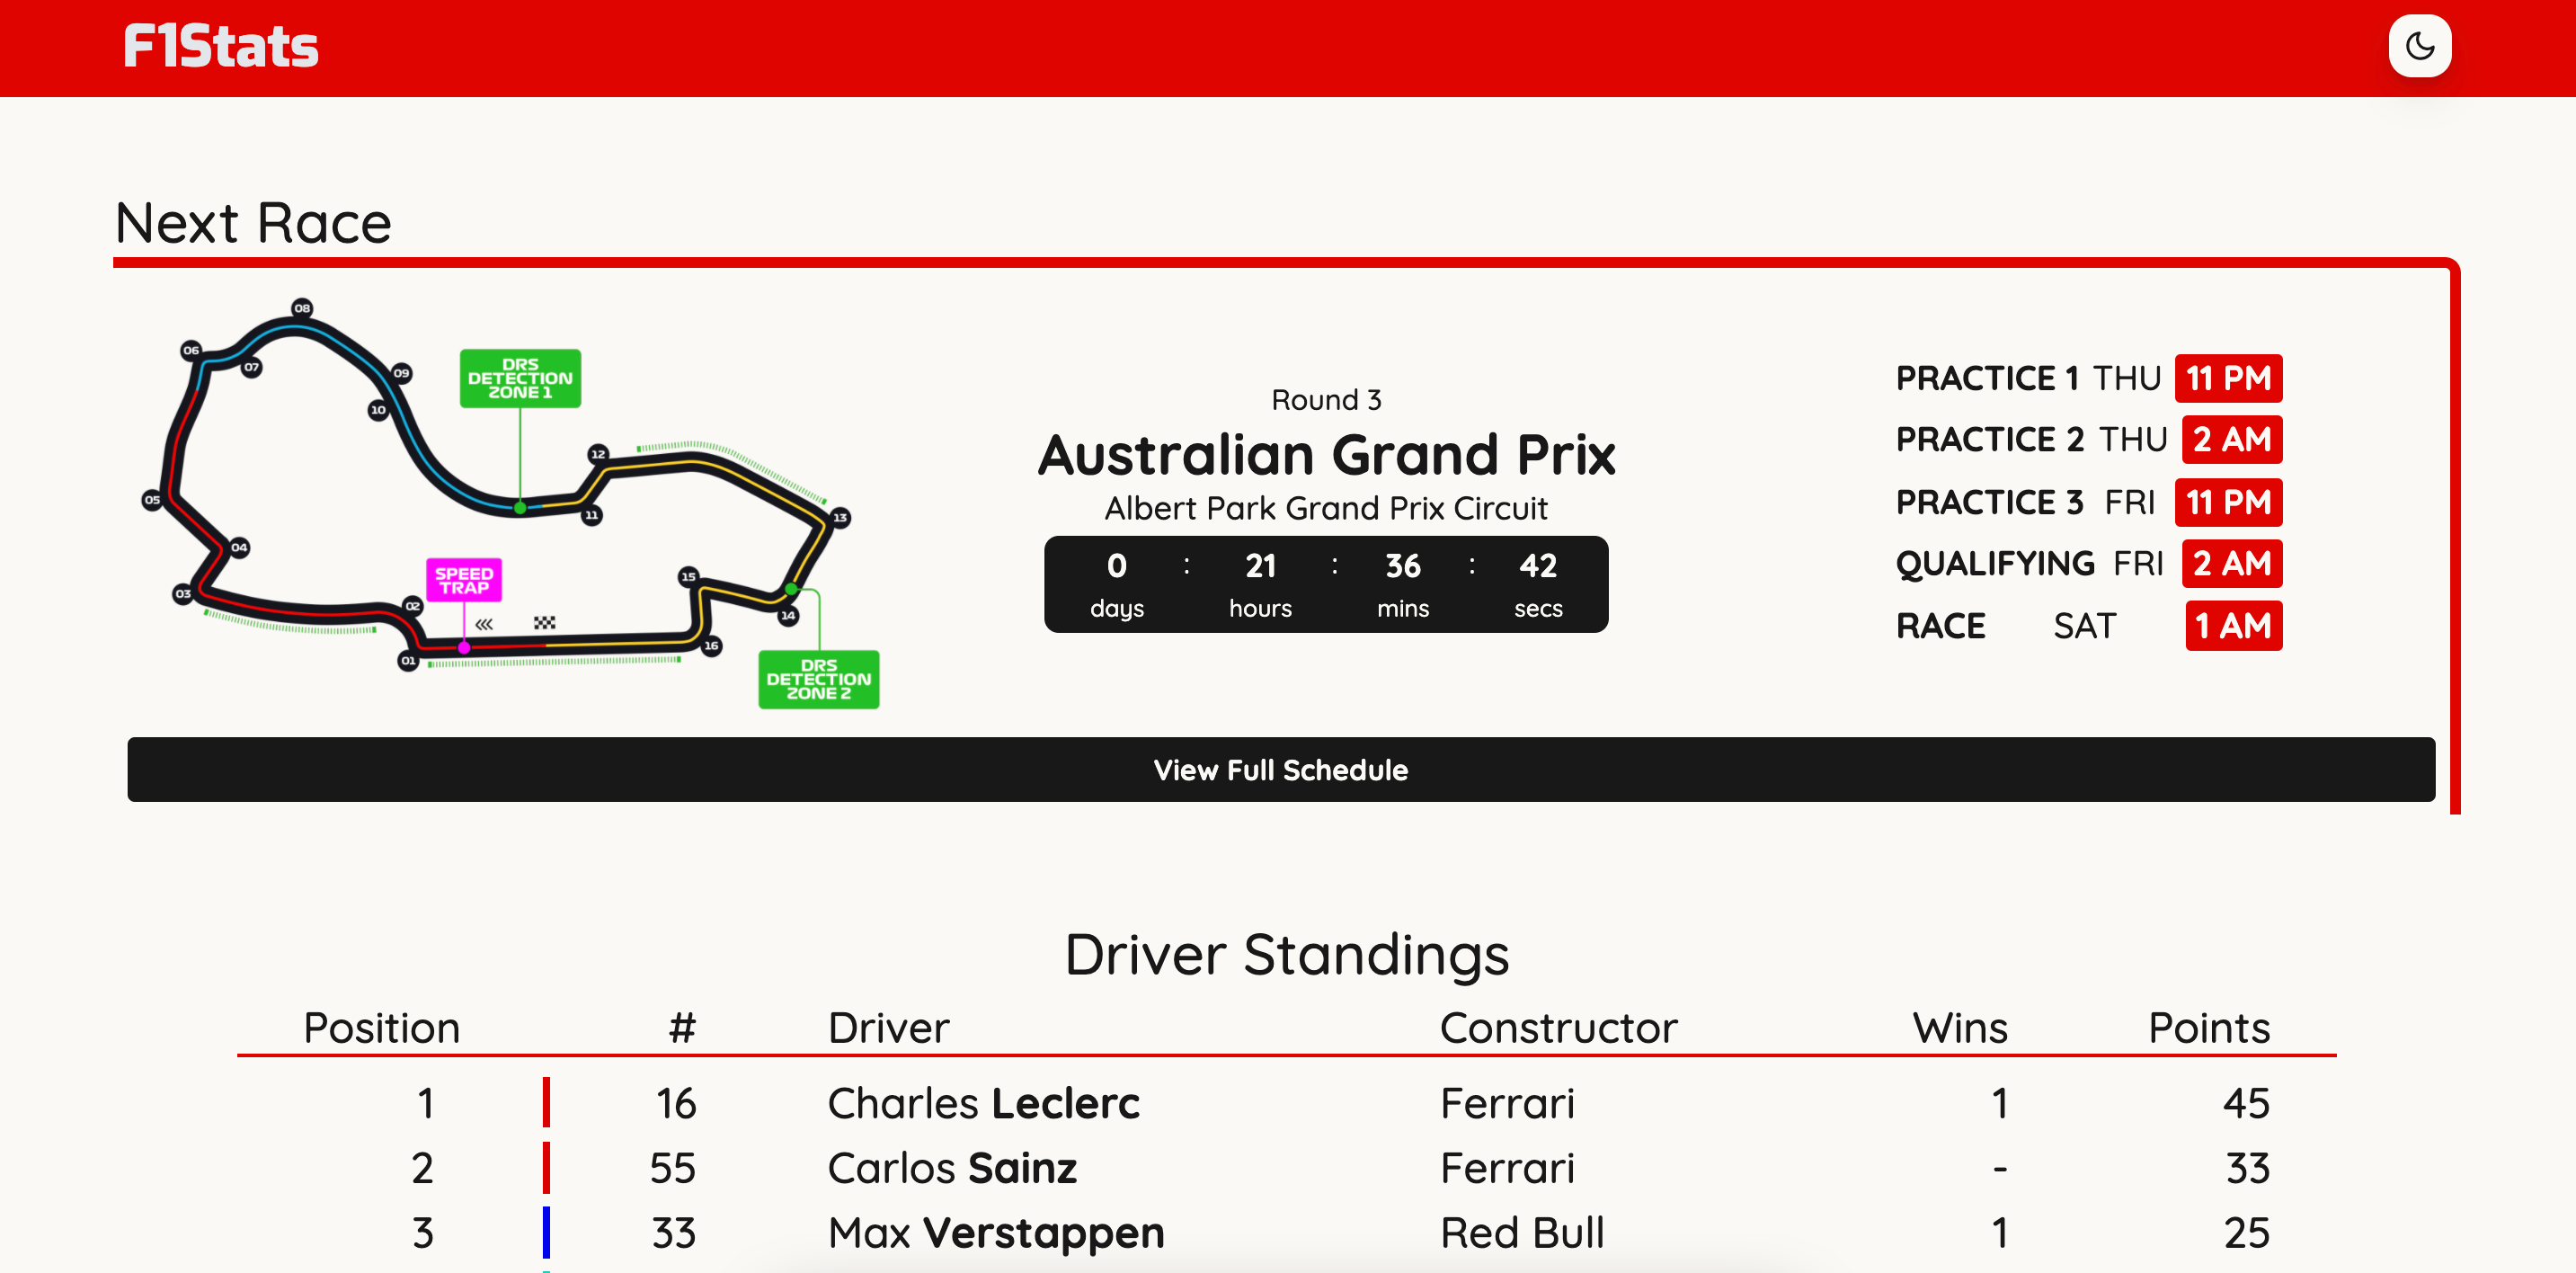 F1Stats
Next Race
08
06
07
09
10
DRS
DETECTION
ZONE 1
12
05
11
13
04
SPEED
TRAP
15
03
02
14
01
16
DRS
DETECTION
ZONE 2
Round 3
Australian Grand Prix
Albert Park Grand Prix Circuit
0 : 21 : 36 : 42
days hours mins secs
PRACTICE 1 THU 11 PM
PRACTICE 2 THU 2 AM
PRACTICE 3 FRI 11 PM
QUALIFYING FRI 2 AM
RACE SAT 1 AM
View Full Schedule
Driver Standings
Position # Driver Constructor Wins Points
1 16 Charles Leclerc Ferrari 1 45
2 55 Carlos Sainz Ferrari - 33
3 33 Max Verstappen Red Bull 1 25